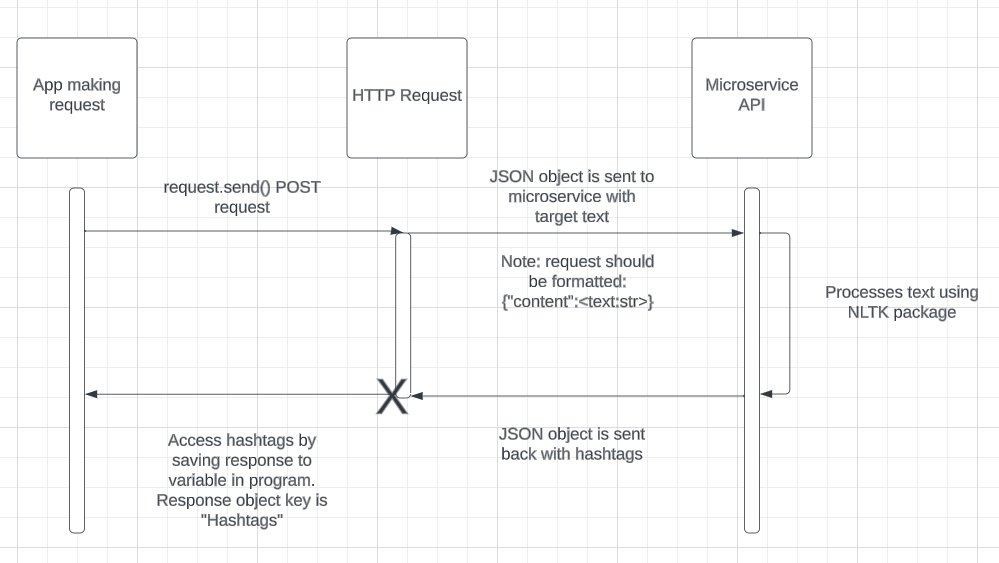 App making
request
HTTP Request
Microservice
API
request.send() POST
request
JSON object is sent to
microservice with
target text
Note: request should
be formatted:
{"content":<text:str>}
Processes text using
NLTK package
X
Access hashtags by
saving response to
variable in program.
Response object key is
"Hashtags"
JSON object is sent
back with hashtags